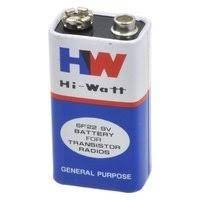 HW
Hi-Watt
6F22 9V
BATTERY
FOR
TRANSISTOR
RADIOS
GENERAL PURPOSE